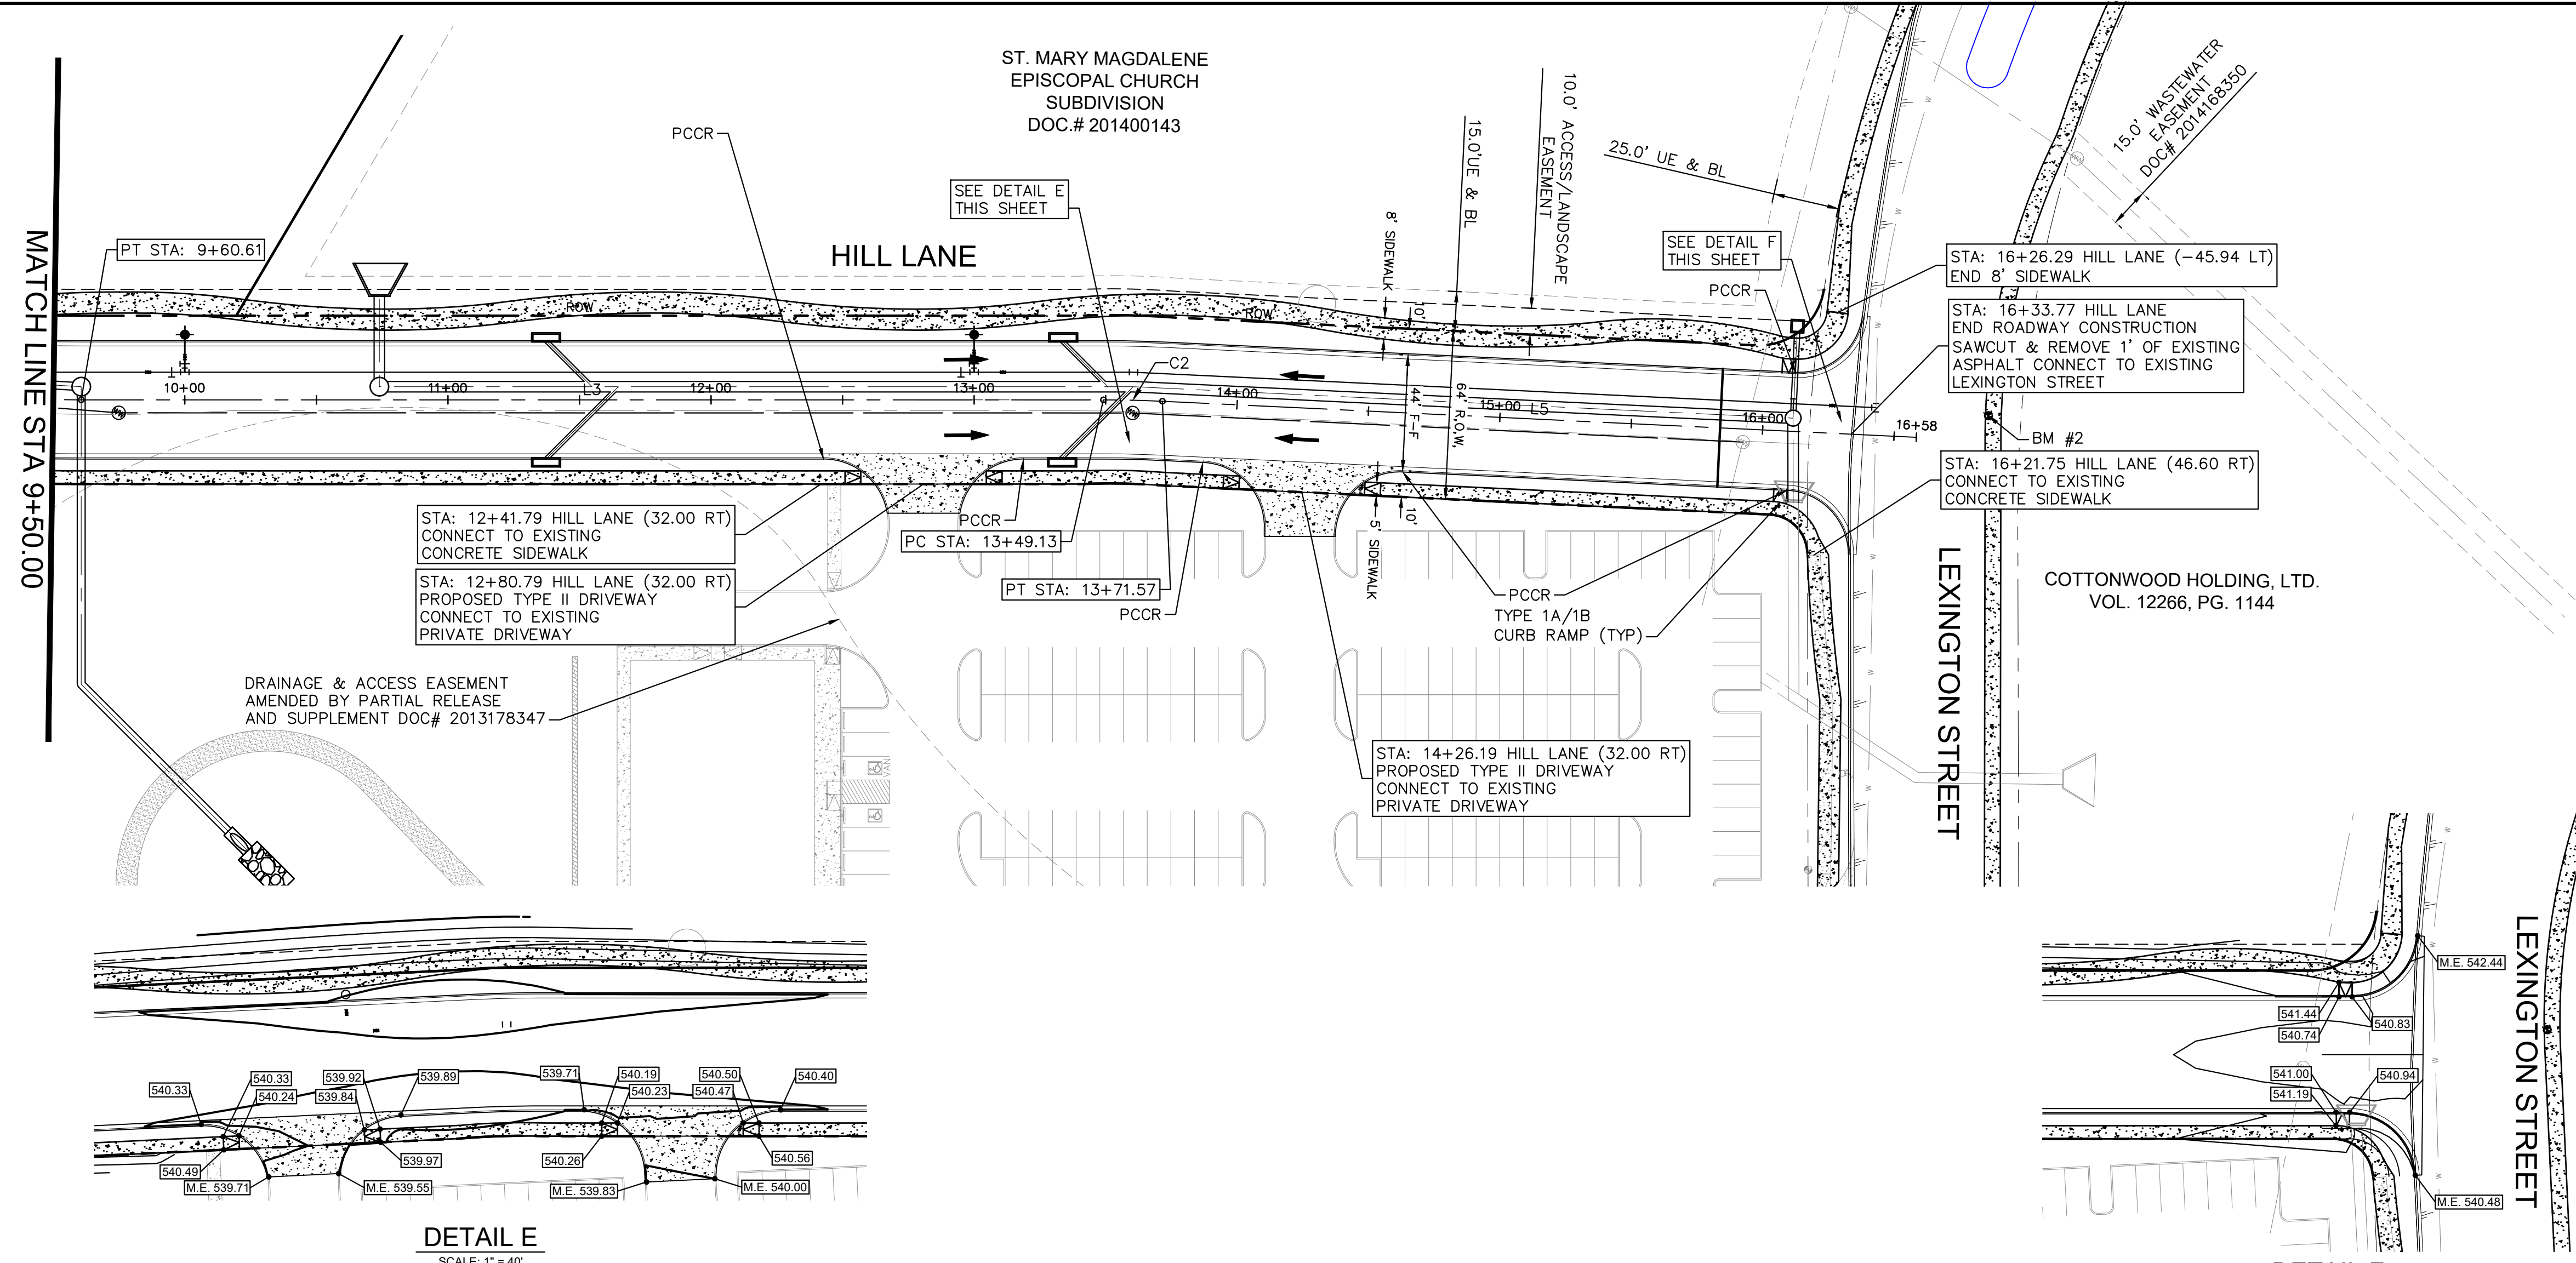 ST. MARY MAGDALENE
EPISCOPAL CHURCH
SUBDIVISION
DOC.# 201400143
PCCR
SEE DETAIL E
THIS SHEET
HILL LANE
PT STA: 9+60.61
MATCH LINE STA 9+50.00
8' SIDEWALK
15.0'UE & BL
10.0' ACCESS/LANDSCAPE
EASEMENT
25.0' UE & BL
15.0' WASTEWATER
EASEMENT
DOC# 2014168350
SEE DETAIL F
THIS SHEET
PCCR
STA: 16+26.29 HILL LANE (-45.94 LT)
END 8' SIDEWALK
STA: 16+33.77 HILL LANE
END ROADWAY CONSTRUCTION
SAWCUT & REMOVE 1' OF EXISTING
ASPHALT CONNECT TO EXISTING
LEXINGTON STREET
ROW
ROW
10'
C2
10+00
11+00
L3
12+00
13+00
14+00
15+00
L5
16+00
16+58
44' F-F
64' R.O.W.
BM #2
STA: 16+21.75 HILL LANE (46.60 RT)
CONNECT TO EXISTING
CONCRETE SIDEWALK
STA: 12+41.79 HILL LANE (32.00 RT)
CONNECT TO EXISTING
CONCRETE SIDEWALK
PCCR
PC STA: 13+49.13
10'
5' SIDEWALK
STA: 12+80.79 HILL LANE (32.00 RT)
PROPOSED TYPE II DRIVEWAY
CONNECT TO EXISTING
PRIVATE DRIVEWAY
PT STA: 13+71.57
PCCR
PCCR
TYPE 1A/1B
CURB RAMP (TYP)
LEXINGTON STREET
COTTONWOOD HOLDING, LTD.
VOL. 12266, PG. 1144
DRAINAGE & ACCESS EASEMENT
AMENDED BY PARTIAL RELEASE
AND SUPPLEMENT DOC# 2013178347
VAN
STA: 14+26.19 HILL LANE (32.00 RT)
PROPOSED TYPE II DRIVEWAY
CONNECT TO EXISTING
PRIVATE DRIVEWAY
540.33
540.33
540.24
539.92
539.84
539.89
539.71
540.19
540.23
540.50
540.47
540.40
540.49
M.E. 539.71
539.97
M.E. 539.55
540.26
M.E. 539.83
540.56
M.E. 540.00
DETAIL E
SCALE: 1" = 40'
M.E. 542.44
541.44
540.74
540.83
541.00
541.19
540.94
M.E. 540.48
LEXINGTON STREET